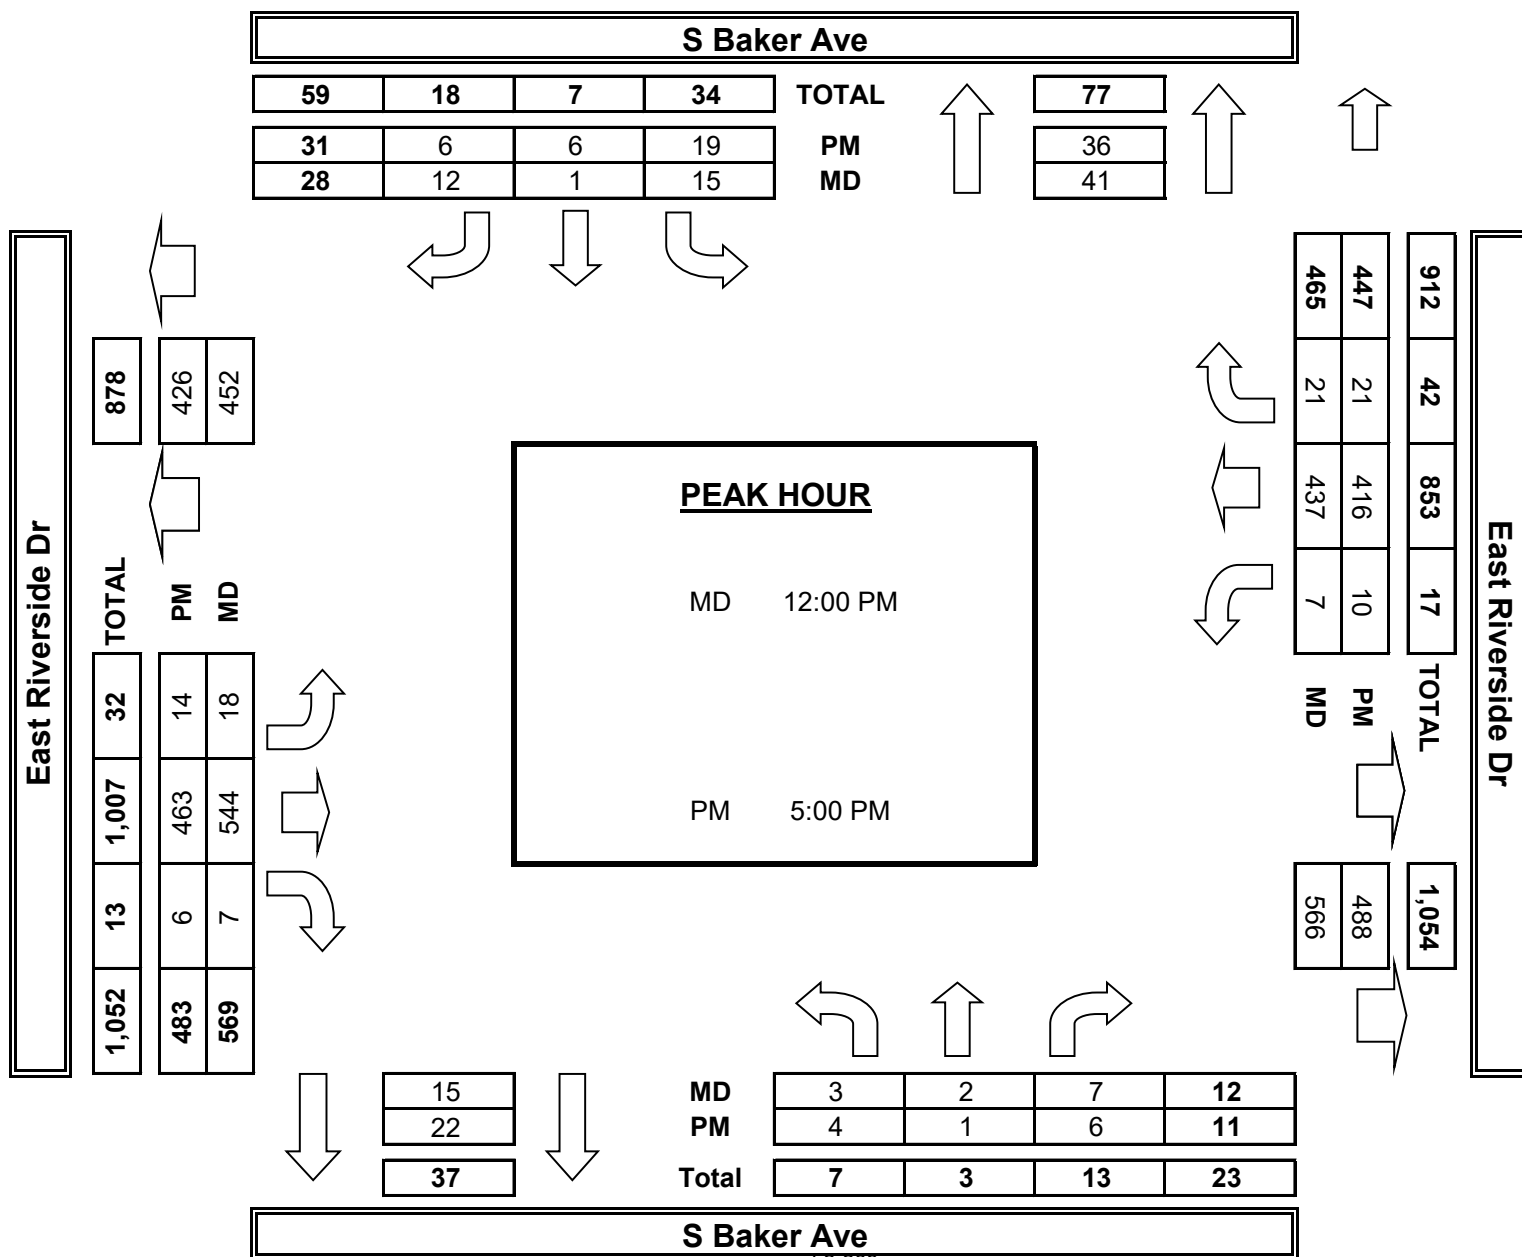 S Baker Ave
59 18 7 34 TOTAL 77
31 6 6 19 PM 36
28 12 1 15 MD 41
East Riverside Dr
878 426 452
TOTAL PM MD
32 14 18
1,007 463 544
13 6 7
1,052 483 569
PEAK HOUR
MD 12:00 PM
PM 5:00 PM
465 447 912
21 21 42
437 416 853
7 10 17
MD PM TOTAL
566 488 1,054
East Riverside Dr
15 MD 3 2 7 12
22 PM 4 1 6 11
37 Total 7 3 13 23
S Baker Ave